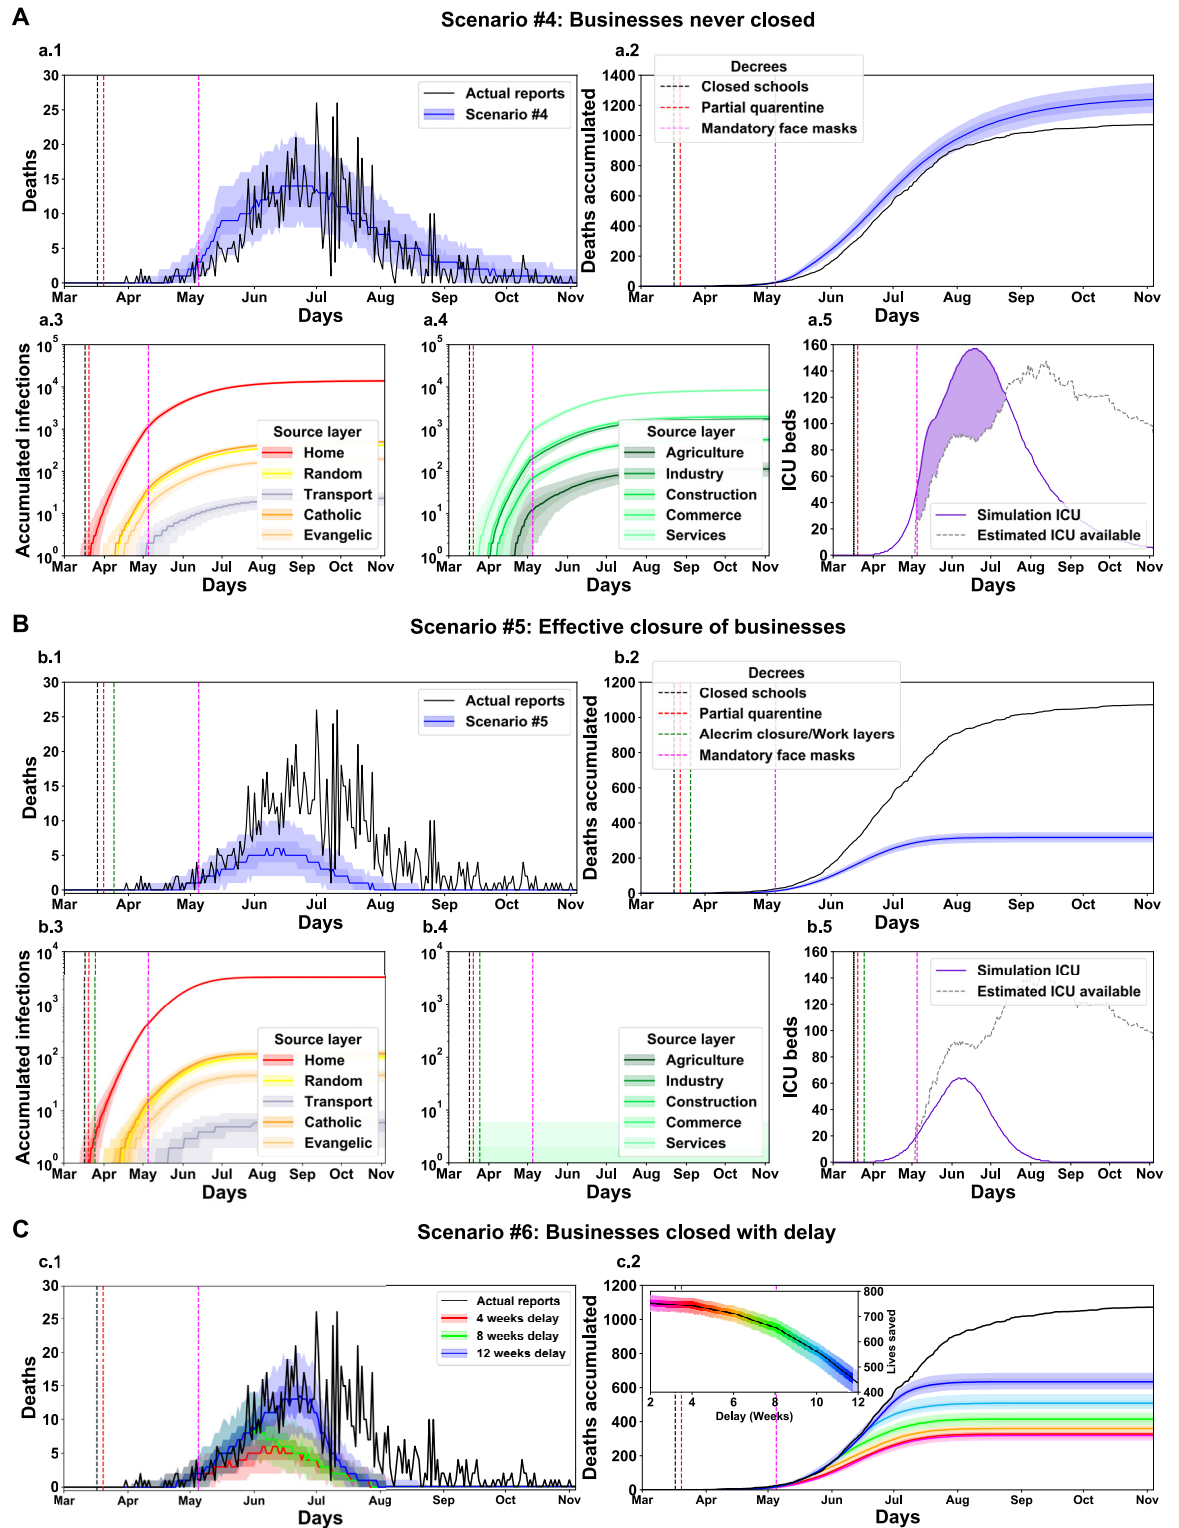 A
Scenario #4: Businesses never closed
a.1
30
25
20
15
10
5
0
Deaths
Actual reports
Scenario #4
Mar Apr May Jun Jul Aug Sep Oct Nov
Days
a.2
1400
1200
1000
800
600
400
200
0
Deaths accumulated
Decrees
Closed schools
Partial quarentine
Mandatory face masks
Mar Apr May Jun Jul Aug Sep Oct Nov
Days
a.3
10^5
10^4
10^3
10^2
10^1
10^0
Accumulated infections
Source layer
Home
Random
Transport
Catholic
Evangelic
Mar Apr May Jun Jul Aug Sep Oct Nov
Days
a.4
10^5
10^4
10^3
10^2
10^1
10^0
Source layer
Agriculture
Industry
Construction
Commerce
Services
Mar Apr May Jun Jul Aug Sep Oct Nov
Days
a.5
160
140
120
100
80
60
40
20
0
ICU beds
Simulation ICU
Estimated ICU available
Mar Apr May Jun Jul Aug Sep Oct Nov
Days
B
Scenario #5: Effective closure of businesses
b.1
30
25
20
15
10
5
0
Deaths
Actual reports
Scenario #5
Mar Apr May Jun Jul Aug Sep Oct Nov
Days
b.2
1200
1000
800
600
400
200
0
Deaths accumulated
Decrees
Closed schools
Partial quarentine
Alecrim closure/Work layers
Mandatory face masks
Mar Apr May Jun Jul Aug Sep Oct Nov
Days
b.3
10^4
10^3
10^2
10^1
10^0
Accumulated infections
Source layer
Home
Random
Transport
Catholic
Evangelic
Mar Apr May Jun Jul Aug Sep Oct Nov
Days
b.4
10^4
10^3
10^2
10^1
10^0
Source layer
Agriculture
Industry
Construction
Commerce
Services
Mar Apr May Jun Jul Aug Sep Oct Nov
Days
b.5
160
140
120
100
80
60
40
20
0
ICU beds
Simulation ICU
Estimated ICU available
Mar Apr May Jun Jul Aug Sep Oct Nov
Days
C
Scenario #6: Businesses closed with delay
c.1
30
25
20
15
10
5
0
Deaths
Actual reports
4 weeks delay
8 weeks delay
12 weeks delay
Mar Apr May Jun Jul Aug Sep Oct Nov
Days
c.2
1200
1000
800
600
400
200
0
Deaths accumulated
800
700
600
500
400
Lives saved
2 4 6 8 10 12
Delay (Weeks)
Mar Apr May Jun Jul Aug Sep Oct Nov
Days